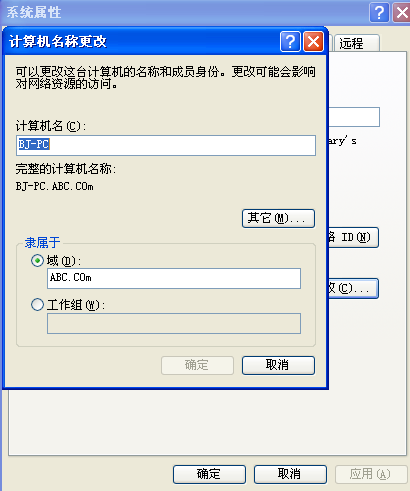 系统属性
计算机名称更改
远程
可以更改这台计算机的名称和成员身份。更改可能会影响
对网络资源的访问。
计算机名(C):
BJ-PC
ary's
完整的计算机名称:
BJ-PC.ABC.COm
其它(M)...
ID(N)
隶属于
域(D):
ABC.COm
(C)...
工作组(W):
确定
取消
确定
取消
应用(A)